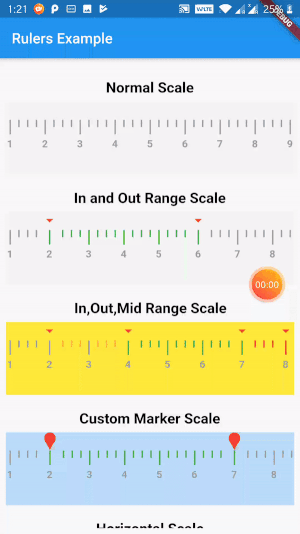 1:21 VoLTE 25%
DEBUG
Rulers Example
Normal Scale
1 2 3 4 5 6 7 8 9
In and Out Range Scale
1 2 3 4 5 6 7 8
00:00
In,Out,Mid Range Scale
1 2 3 4 5 6 7 8
Custom Marker Scale
1 2 3 4 5 6 7 8
Horizontal Scale